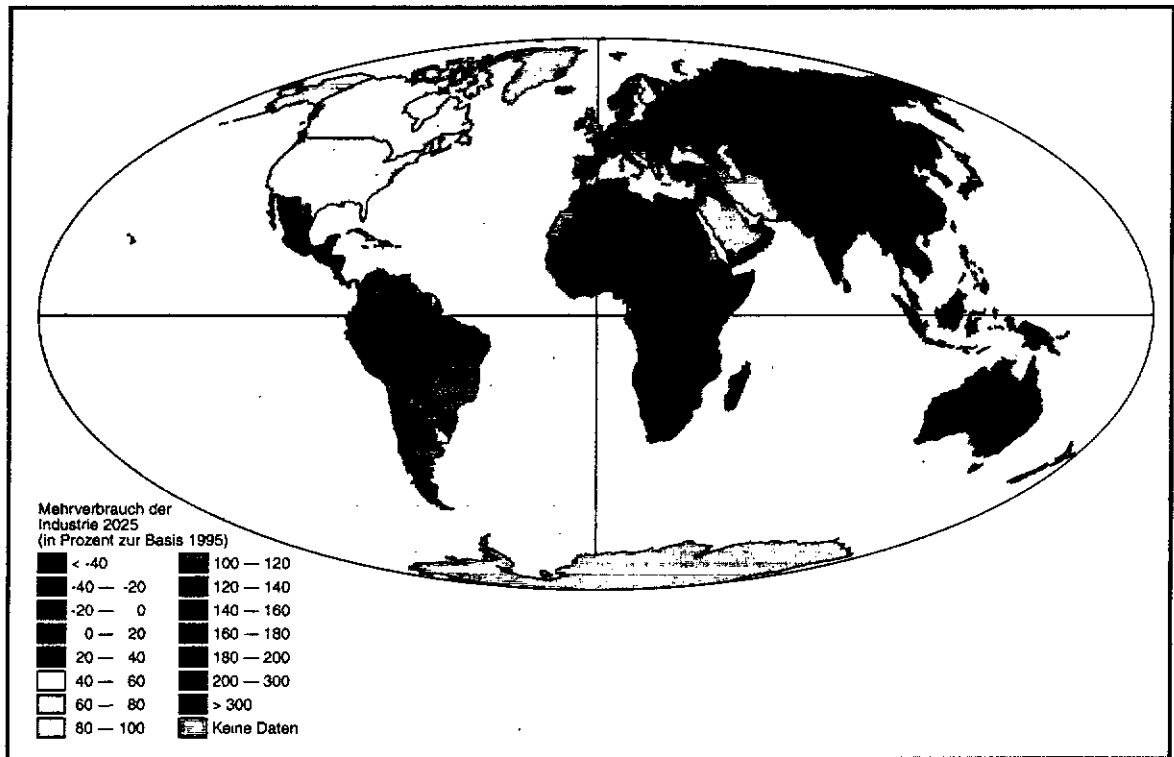 Mehrverbrauch der
Industrie 2025
(in Prozent zur Basis 1995)
< -40
-40 — -20
-20 — 0
0 — 20
20 — 40
40 — 60
60 — 80
80 — 100
100 — 120
120 — 140
140 — 160
160 — 180
180 — 200
200 — 300
> 300
Keine Daten